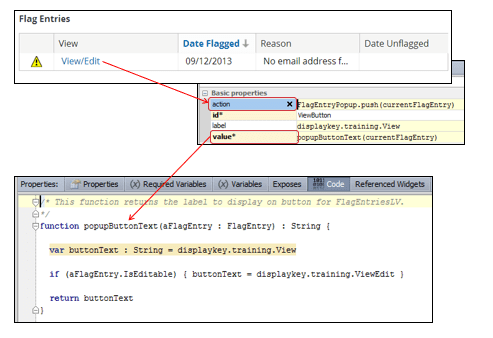 Flag Entries
View Date Flagged ↓ Reason Date Unflagged
View/Edit 09/12/2013 No email address f...
Basic properties
action FlagEntryPopup.push(currentFlagEntry)
id* ViewButton
label displaykey.training.View
value* popupButtonText(currentFlagEntry)
Properties: Properties (x) Required Variables (x) Variables Exposes Code Referenced Widgets
/* This function returns the label to display on button for FlagEntriesLV.
*/
function popupButtonText(aFlagEntry : FlagEntry) : String {
var buttonText : String = displaykey.training.View
if (aFlagEntry.IsEditable) { buttonText = displaykey.training.ViewEdit }
return buttonText
}